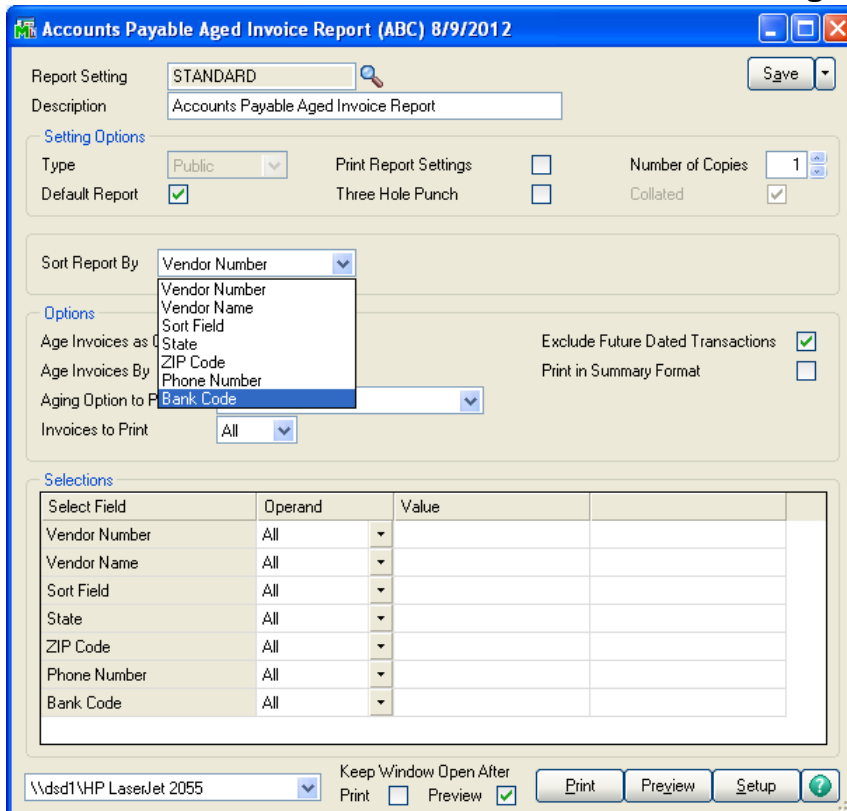 Accounts Payable Aged Invoice Report (ABC) 8/9/2012
Report Setting STANDARD Save
Description Accounts Payable Aged Invoice Report
Setting Options
Type Public Print Report Settings Number of Copies 1
Default Report Three Hole Punch Collated
Sort Report By Vendor Number
Vendor Number
Vendor Name
Sort Field
State
ZIP Code
Phone Number
Bank Code
Options
Age Invoices as Exclude Future Dated Transactions
Age Invoices By Print in Summary Format
Aging Option to P
Invoices to Print All
Selections
Select Field Operand Value
Vendor Number All
Vendor Name All
Sort Field All
State All
ZIP Code All
Phone Number All
Bank Code All
Keep Window Open After
\\dsd1\HP LaserJet 2055 Print Preview Print Preview Setup